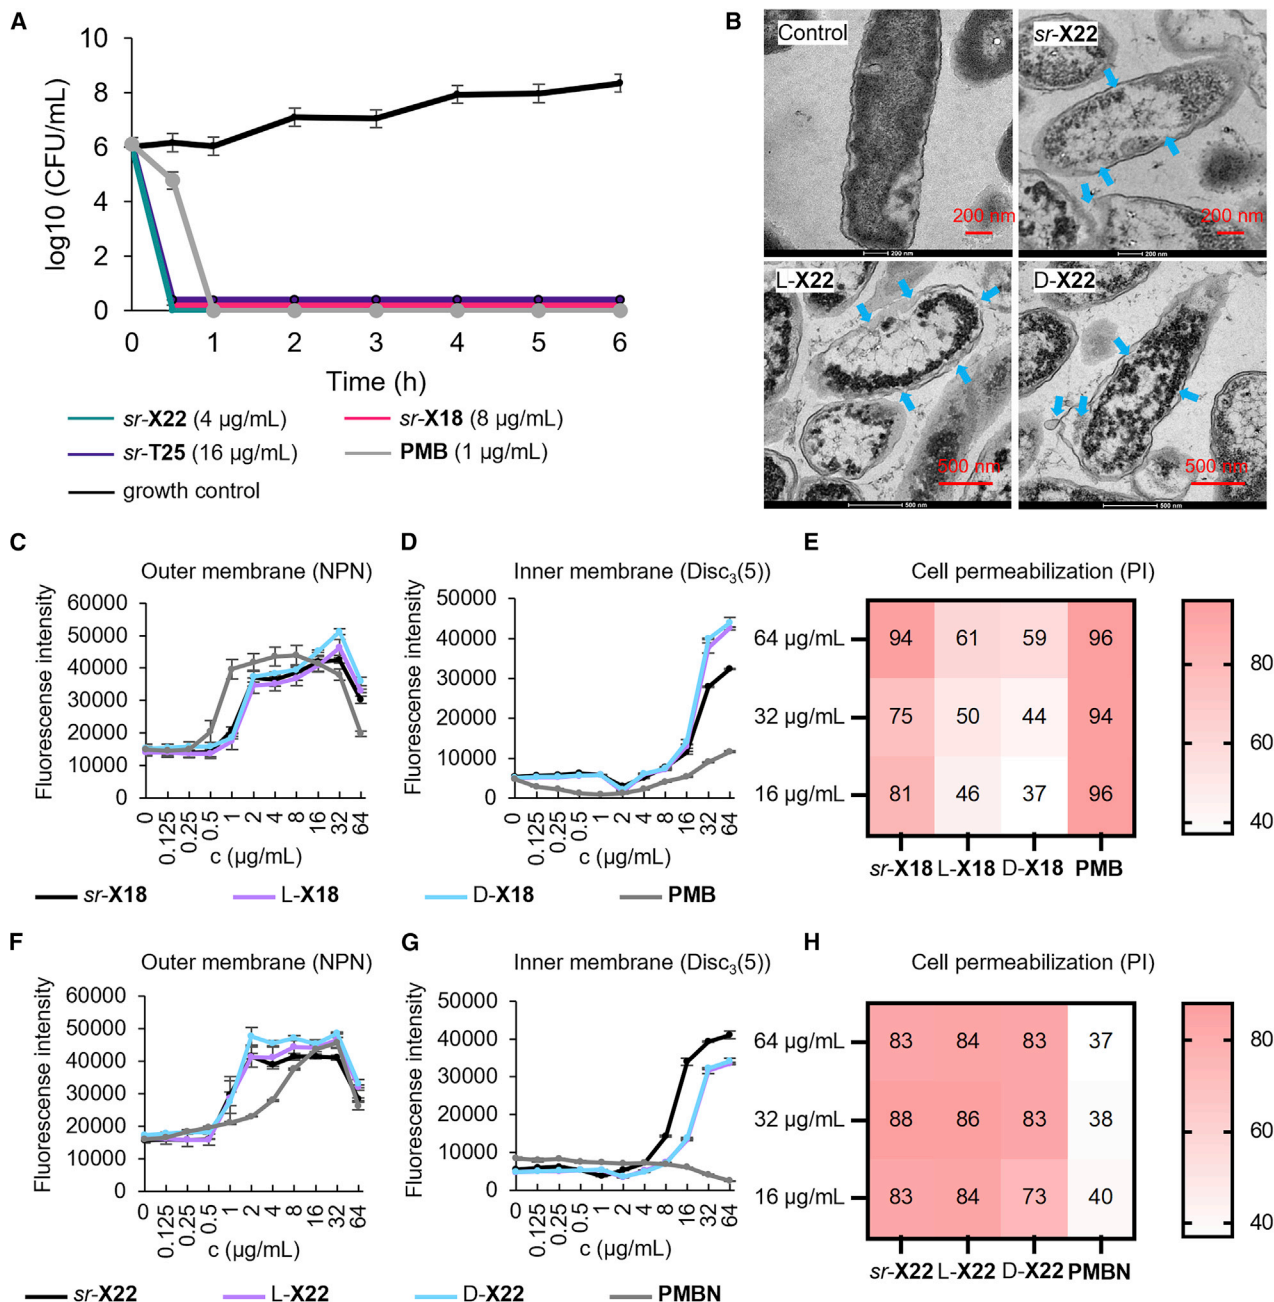 A
10
8
6
4
2
0
log10 (CFU/mL)
0 1 2 3 4 5 6
Time (h)
sr-X22 (4 µg/mL) sr-X18 (8 µg/mL)
sr-T25 (16 µg/mL) PMB (1 µg/mL)
growth control
B
Control
200 nm
200 nm
sr-X22
200 nm
200 nm
L-X22
500 nm
500 nm
D-X22
500 nm
500 nm
C
Outer membrane (NPN)
Fluorescense intensity
60000
50000
40000
30000
20000
10000
0
0 0.125 0.25 0.5 1 2 4 8 16 32 64
c (µg/mL)
D
Inner membrane (Disc3(5))
Fluorescense intensity
50000
40000
30000
20000
10000
0
0 0.125 0.25 0.5 1 2 4 8 16 32 64
c (µg/mL)
sr-X18 L-X18 D-X18 PMB
E
Cell permeabilization (PI)
64 µg/mL 94 61 59 96
32 µg/mL 75 50 44 94
16 µg/mL 81 46 37 96
sr-X18 L-X18 D-X18 PMB
80
60
40
F
Outer membrane (NPN)
Fluorescense intensity
60000
50000
40000
30000
20000
10000
0
0 0.125 0.25 0.5 1 2 4 8 16 32 64
c (µg/mL)
G
Inner membrane (Disc3(5))
Fluorescense intensity
50000
40000
30000
20000
10000
0
0 0.125 0.25 0.5 1 2 4 8 16 32 64
c (µg/mL)
sr-X22 L-X22 D-X22 PMBN
H
Cell permeabilization (PI)
64 µg/mL 83 84 83 37
32 µg/mL 88 86 83 38
16 µg/mL 83 84 73 40
sr-X22 L-X22 D-X22 PMBN
80
60
40